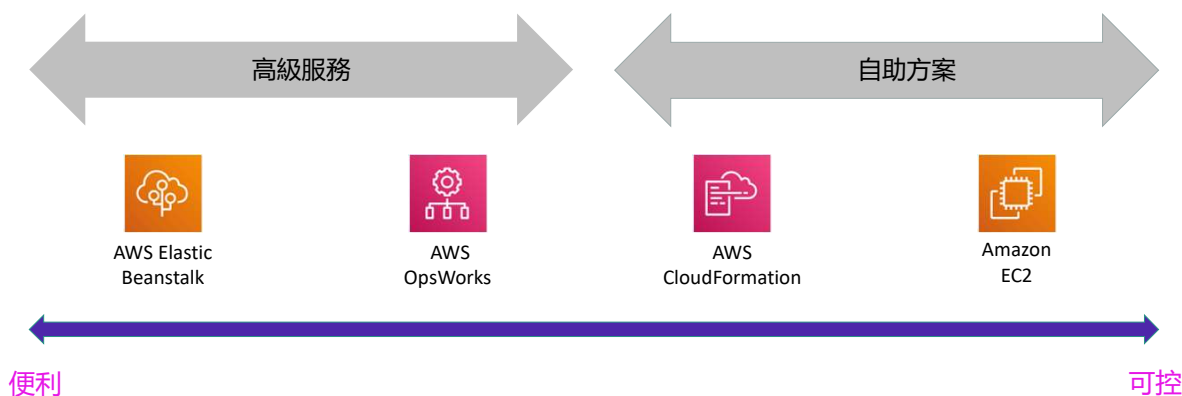 高級服務
自助方案
AWS Elastic
Beanstalk
AWS
OpsWorks
AWS
CloudFormation
Amazon
EC2
便利
可控